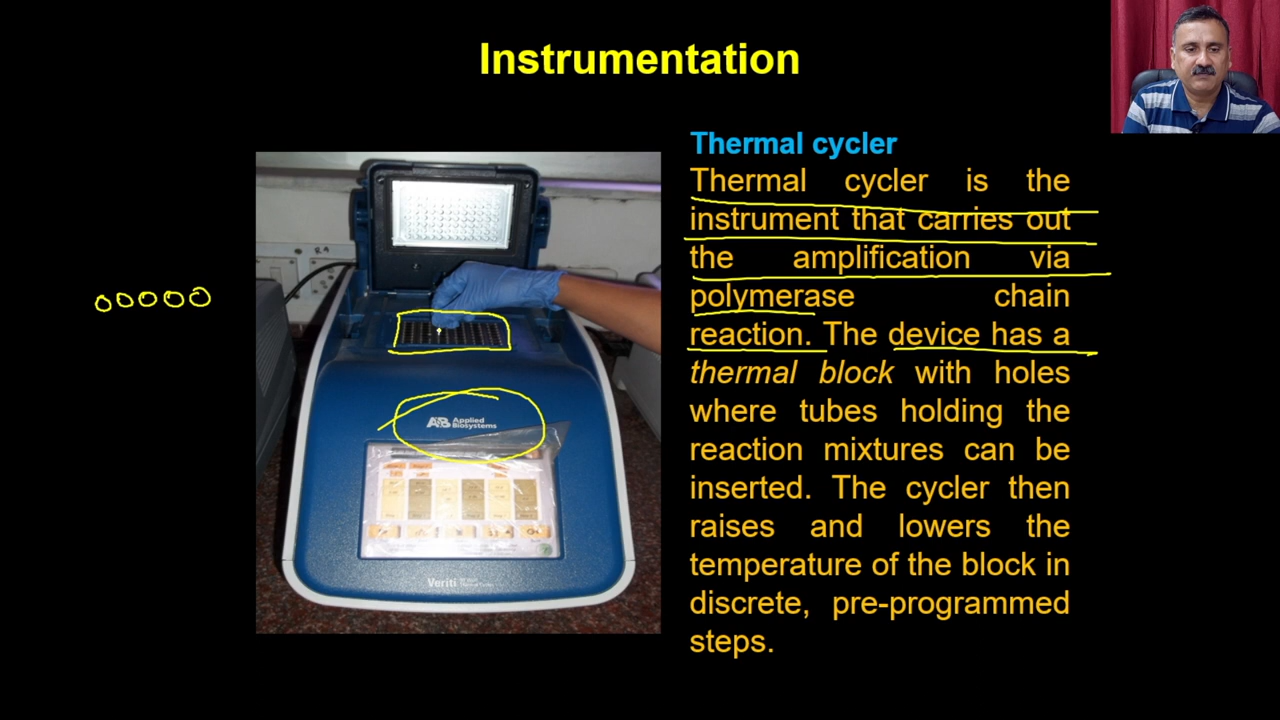 Instrumentation
Thermal cycler
Thermal cycler is the
instrument that carries out
the amplification via
polymerase chain
reaction. The device has a
thermal block with holes
where tubes holding the
reaction mixtures can be
inserted. The cycler then
raises and lowers the
temperature of the block in
discrete, pre-programmed
steps.
AB Applied
Biosystems
Veriti